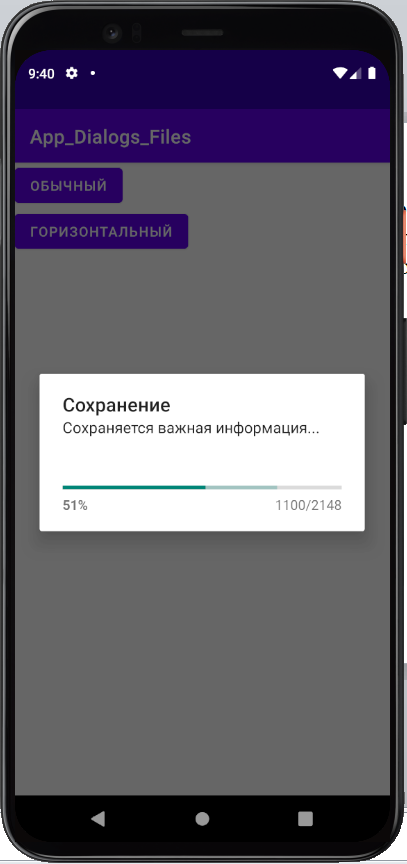 9:40
App_Dialogs_Files
ОБЫЧНЫЙ
ГОРИЗОНТАЛЬНЫЙ
Сохранение
Сохраняется важная информация...
51% 1100/2148